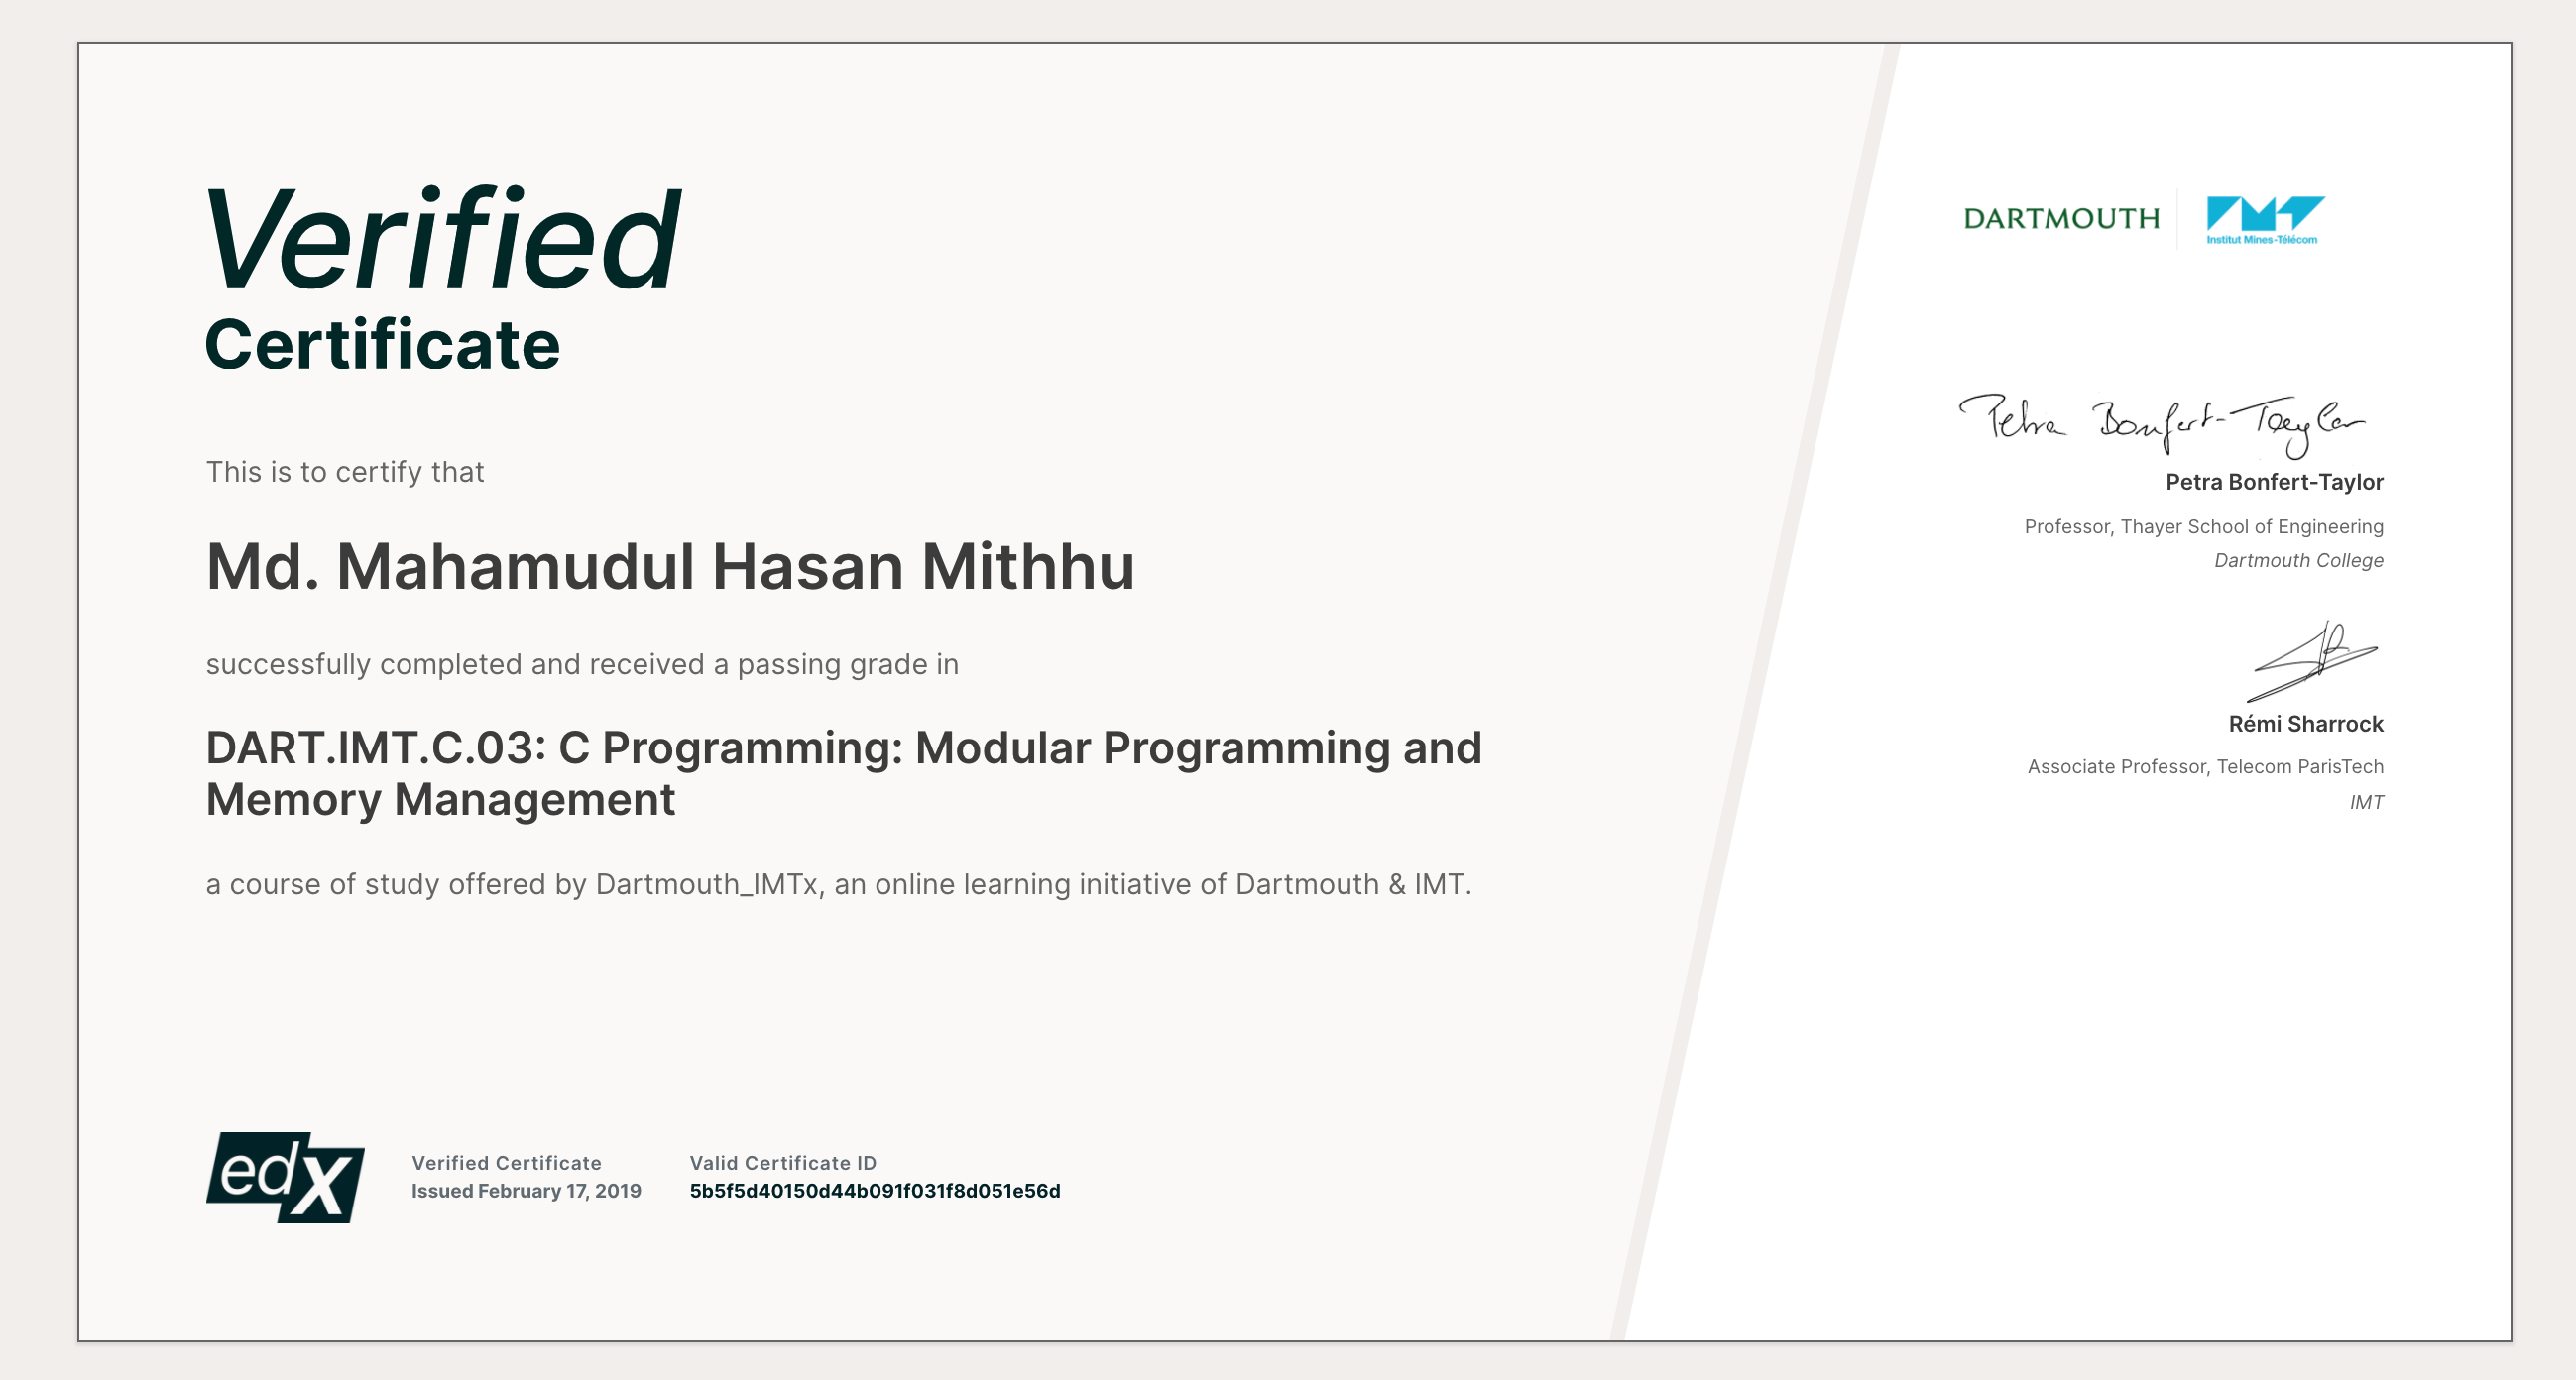 Verified
Certificate
This is to certify that
Md. Mahamudul Hasan Mithhu
successfully completed and received a passing grade in
DART.IMT.C.03: C Programming: Modular Programming and
Memory Management
a course of study offered by Dartmouth_IMTx, an online learning initiative of Dartmouth & IMT.
edX
Verified Certificate
Issued February 17, 2019
Valid Certificate ID
5b5f5d40150d44b091f031f8d051e56d
DARTMOUTH
IMT
Institut Mines-Télécom
Petra Bonfert-Taylor
Petra Bonfert-Taylor
Professor, Thayer School of Engineering
Dartmouth College
Rémi Sharrock
Associate Professor, Telecom ParisTech
IMT